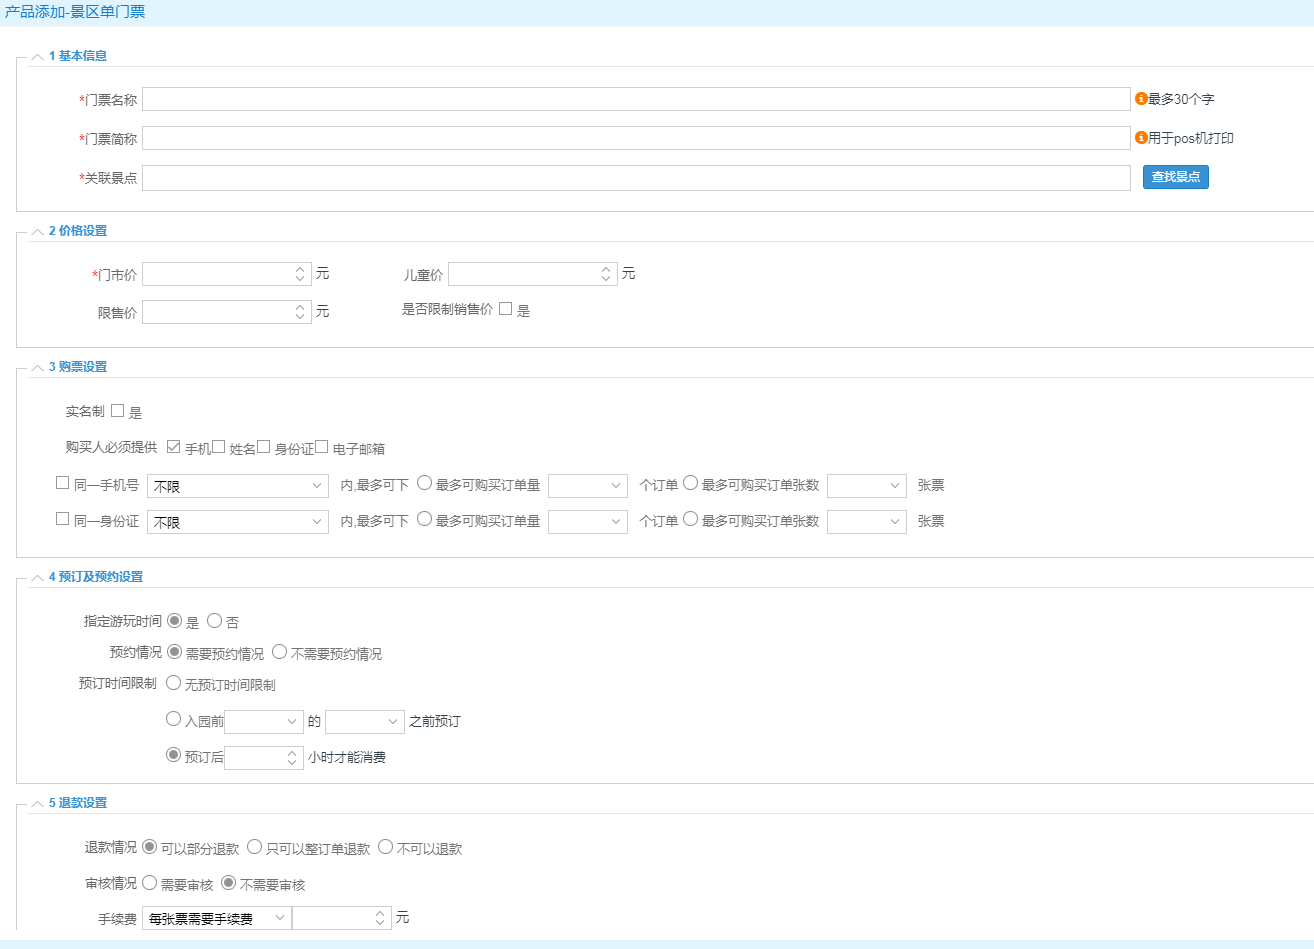 产品添加-景区单门票
1 基本信息
*门票名称 最多30个字
*门票简称 用于pos机打印
*关联景点 查找景点
2 价格设置
*门市价 元 儿童价 元
限售价 元 是否限制销售价 是
3 购票设置
实名制 是
购买人必须提供 手机 姓名 身份证 电子邮箱
同一手机号 不限 内,最多可下 最多可购买订单量 个订单 最多可购买订单张数 张票
同一身份证 不限 内,最多可下 最多可购买订单量 个订单 最多可购买订单张数 张票
4 预订及预约设置
指定游玩时间 是 否
预约情况 需要预约情况 不需要预约情况
预订时间限制 无预订时间限制
入园前 的 之前预订
预订后 小时才能消费
5 退款设置
退款情况 可以部分退款 只可以整订单退款 不可以退款
审核情况 需要审核 不需要审核
手续费 每张票需要手续费 元